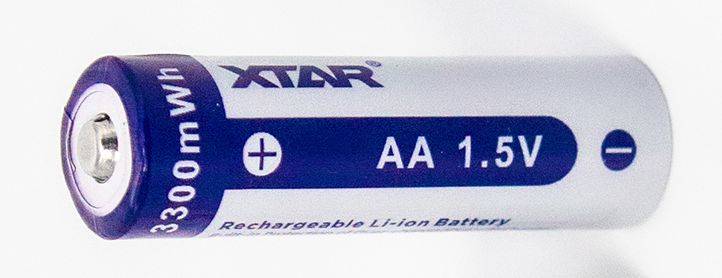 XTAR®
3300mWh
+ AA 1.5V -
Rechargeable Li-ion Battery